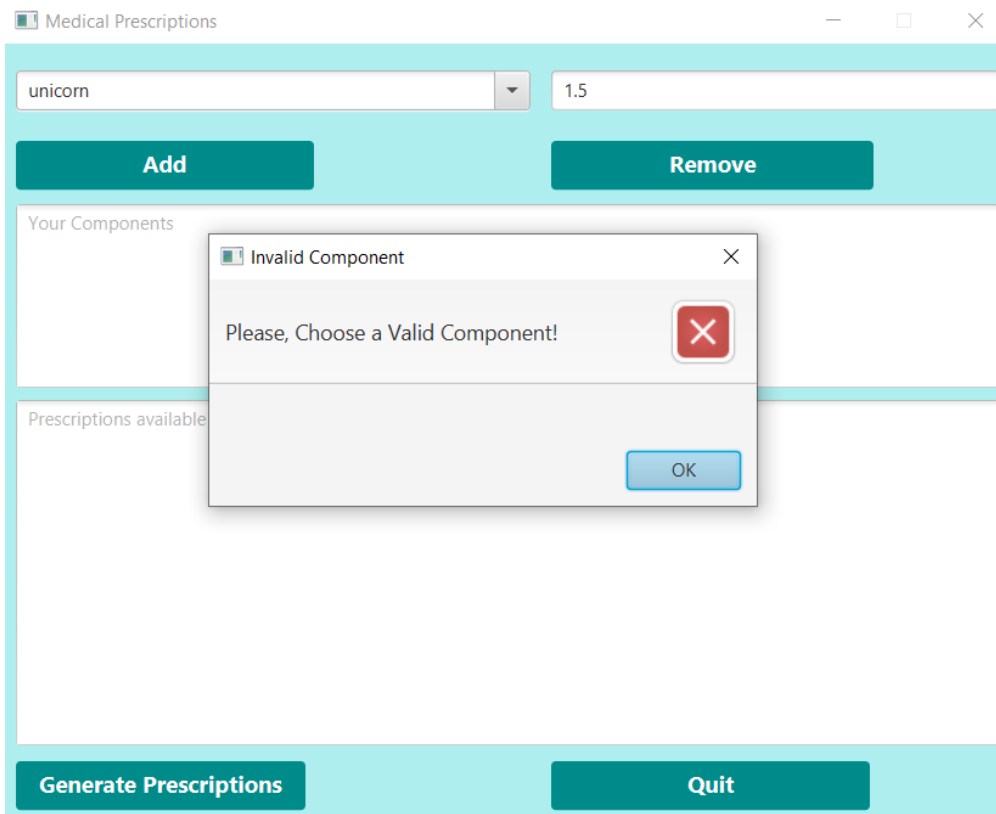 Medical Prescriptions
unicorn
1.5
Add
Remove
Your Components
Invalid Component
Please, Choose a Valid Component!
OK
Prescriptions available
Generate Prescriptions
Quit